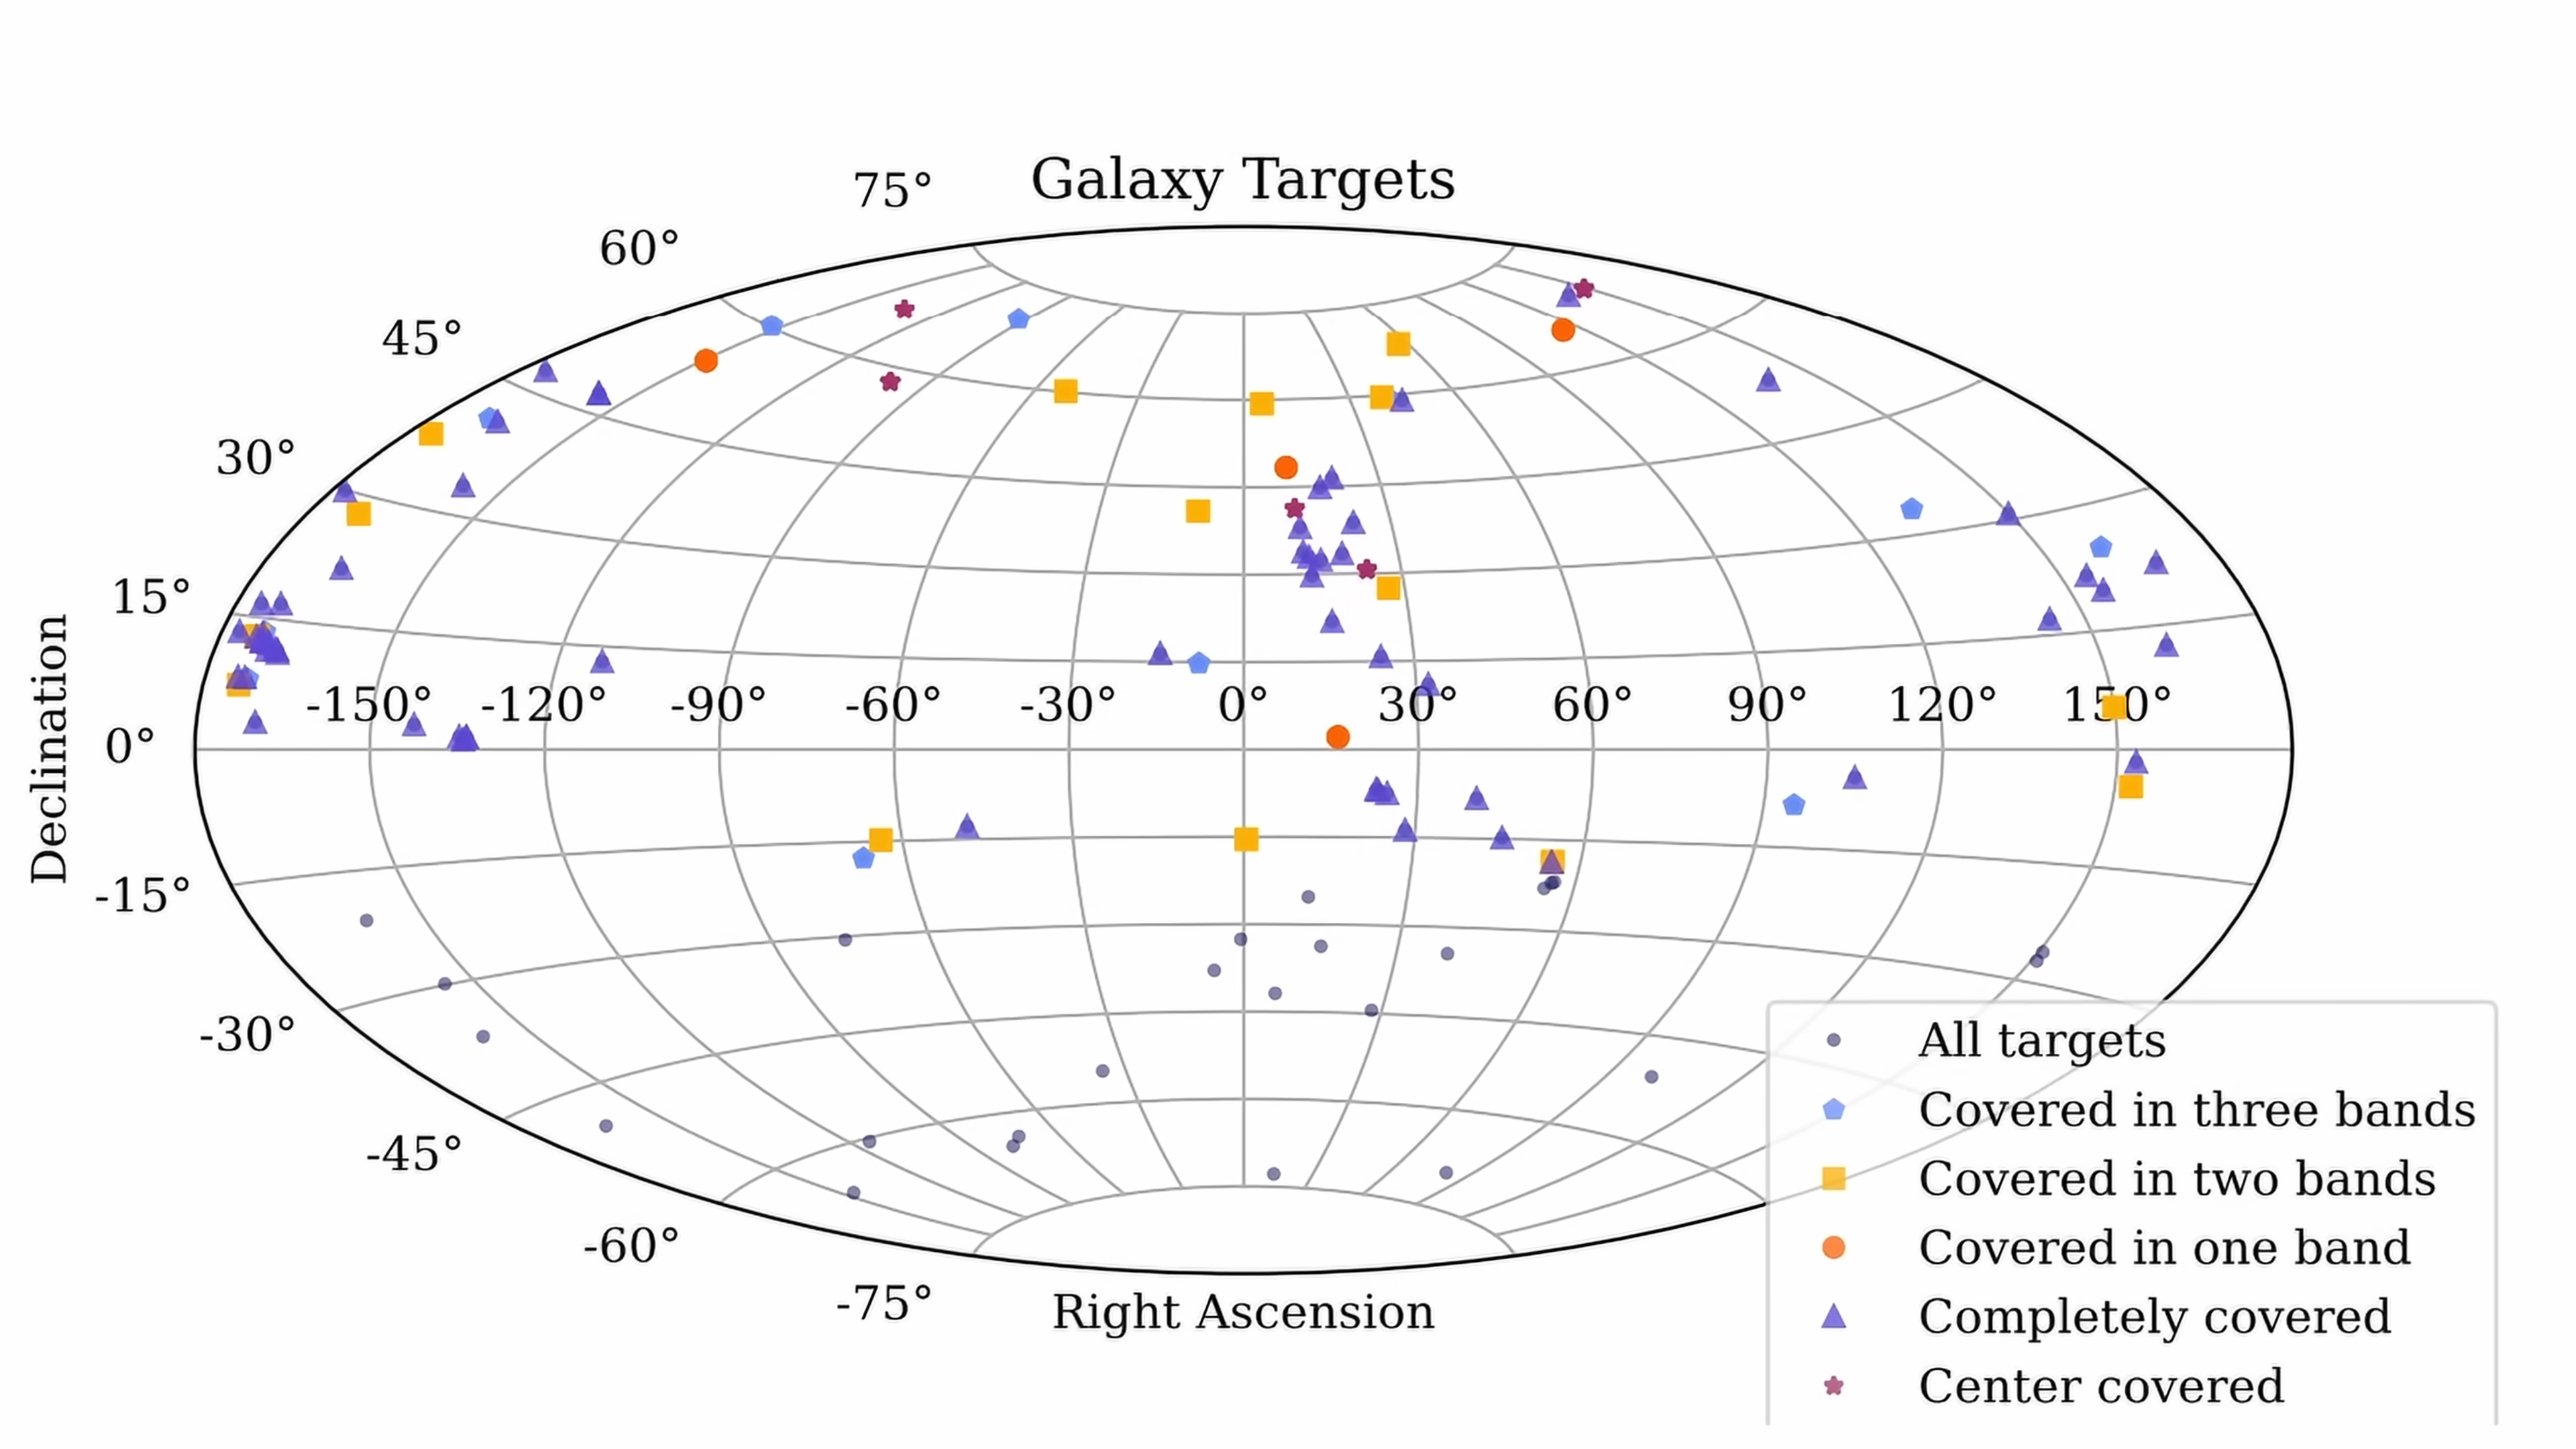 Galaxy Targets
75°
60°
45°
30°
15°
0°
-15°
-30°
-45°
-60°
-75°
Declination
-150° -120° -90° -60° -30° 0° 30° 60° 90° 120° 150°
Right Ascension
All targets
Covered in three bands
Covered in two bands
Covered in one band
Completely covered
Center covered